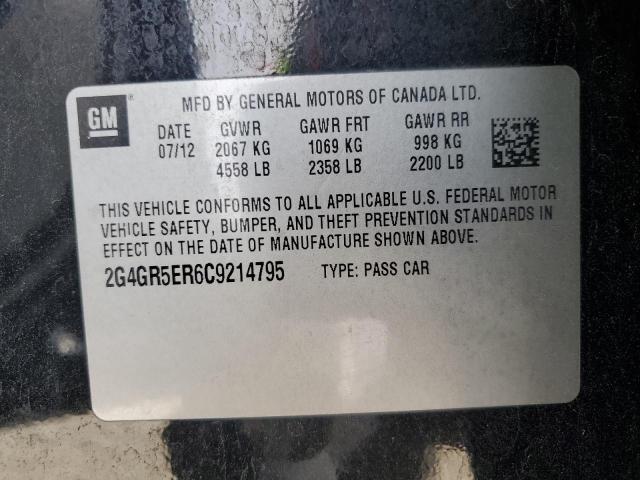 GM
MFD BY GENERAL MOTORS OF CANADA LTD.
DATE GVWR GAWR FRT GAWR RR
07/12 2067 KG 1069 KG 998 KG
4558 LB 2358 LB 2200 LB
THIS VEHICLE CONFORMS TO ALL APPLICABLE U.S. FEDERAL MOTOR
VEHICLE SAFETY, BUMPER, AND THEFT PREVENTION STANDARDS IN
EFFECT ON THE DATE OF MANUFACTURE SHOWN ABOVE.
2G4GR5ER6C9214795 TYPE: PASS CAR